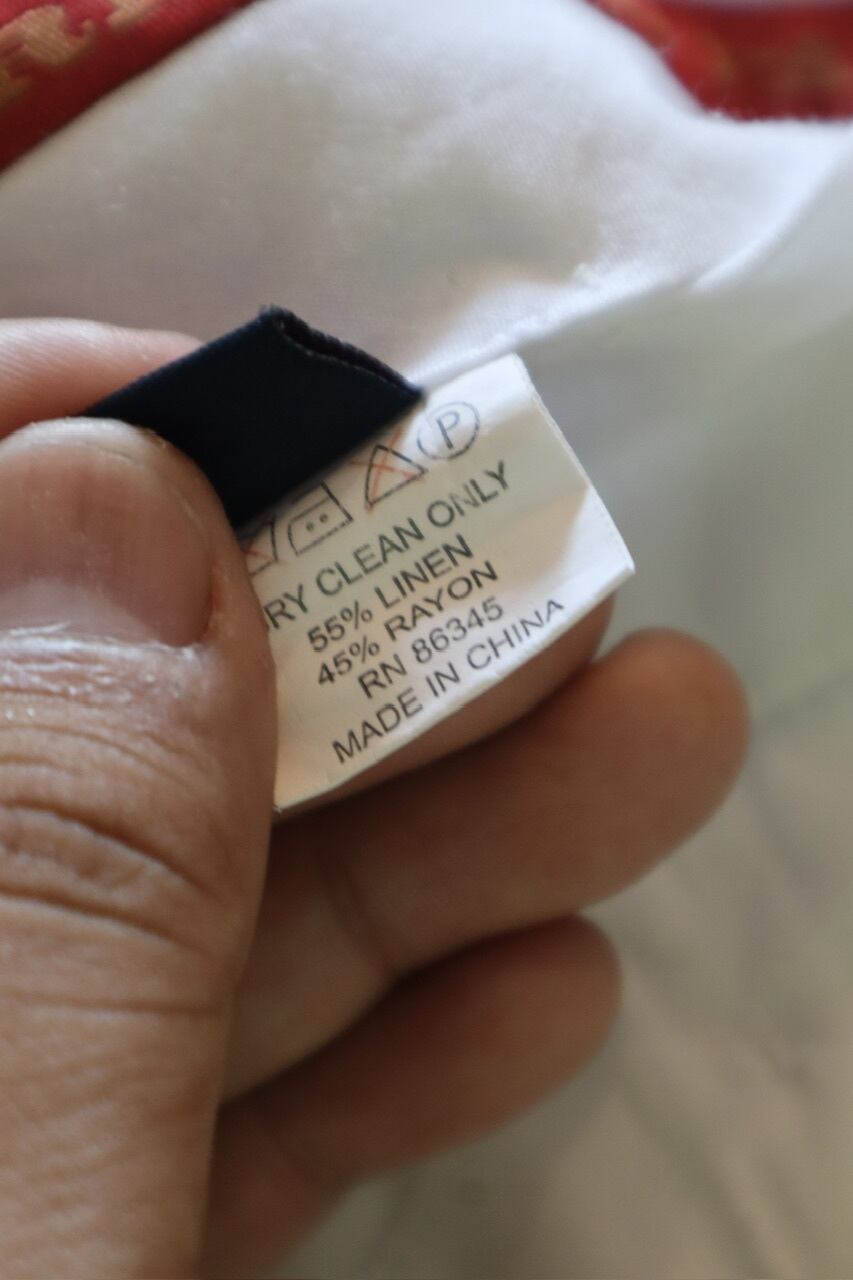 P
RY CLEAN ONLY
55% LINEN
45% RAYON
RN 86345
MADE IN CHINA